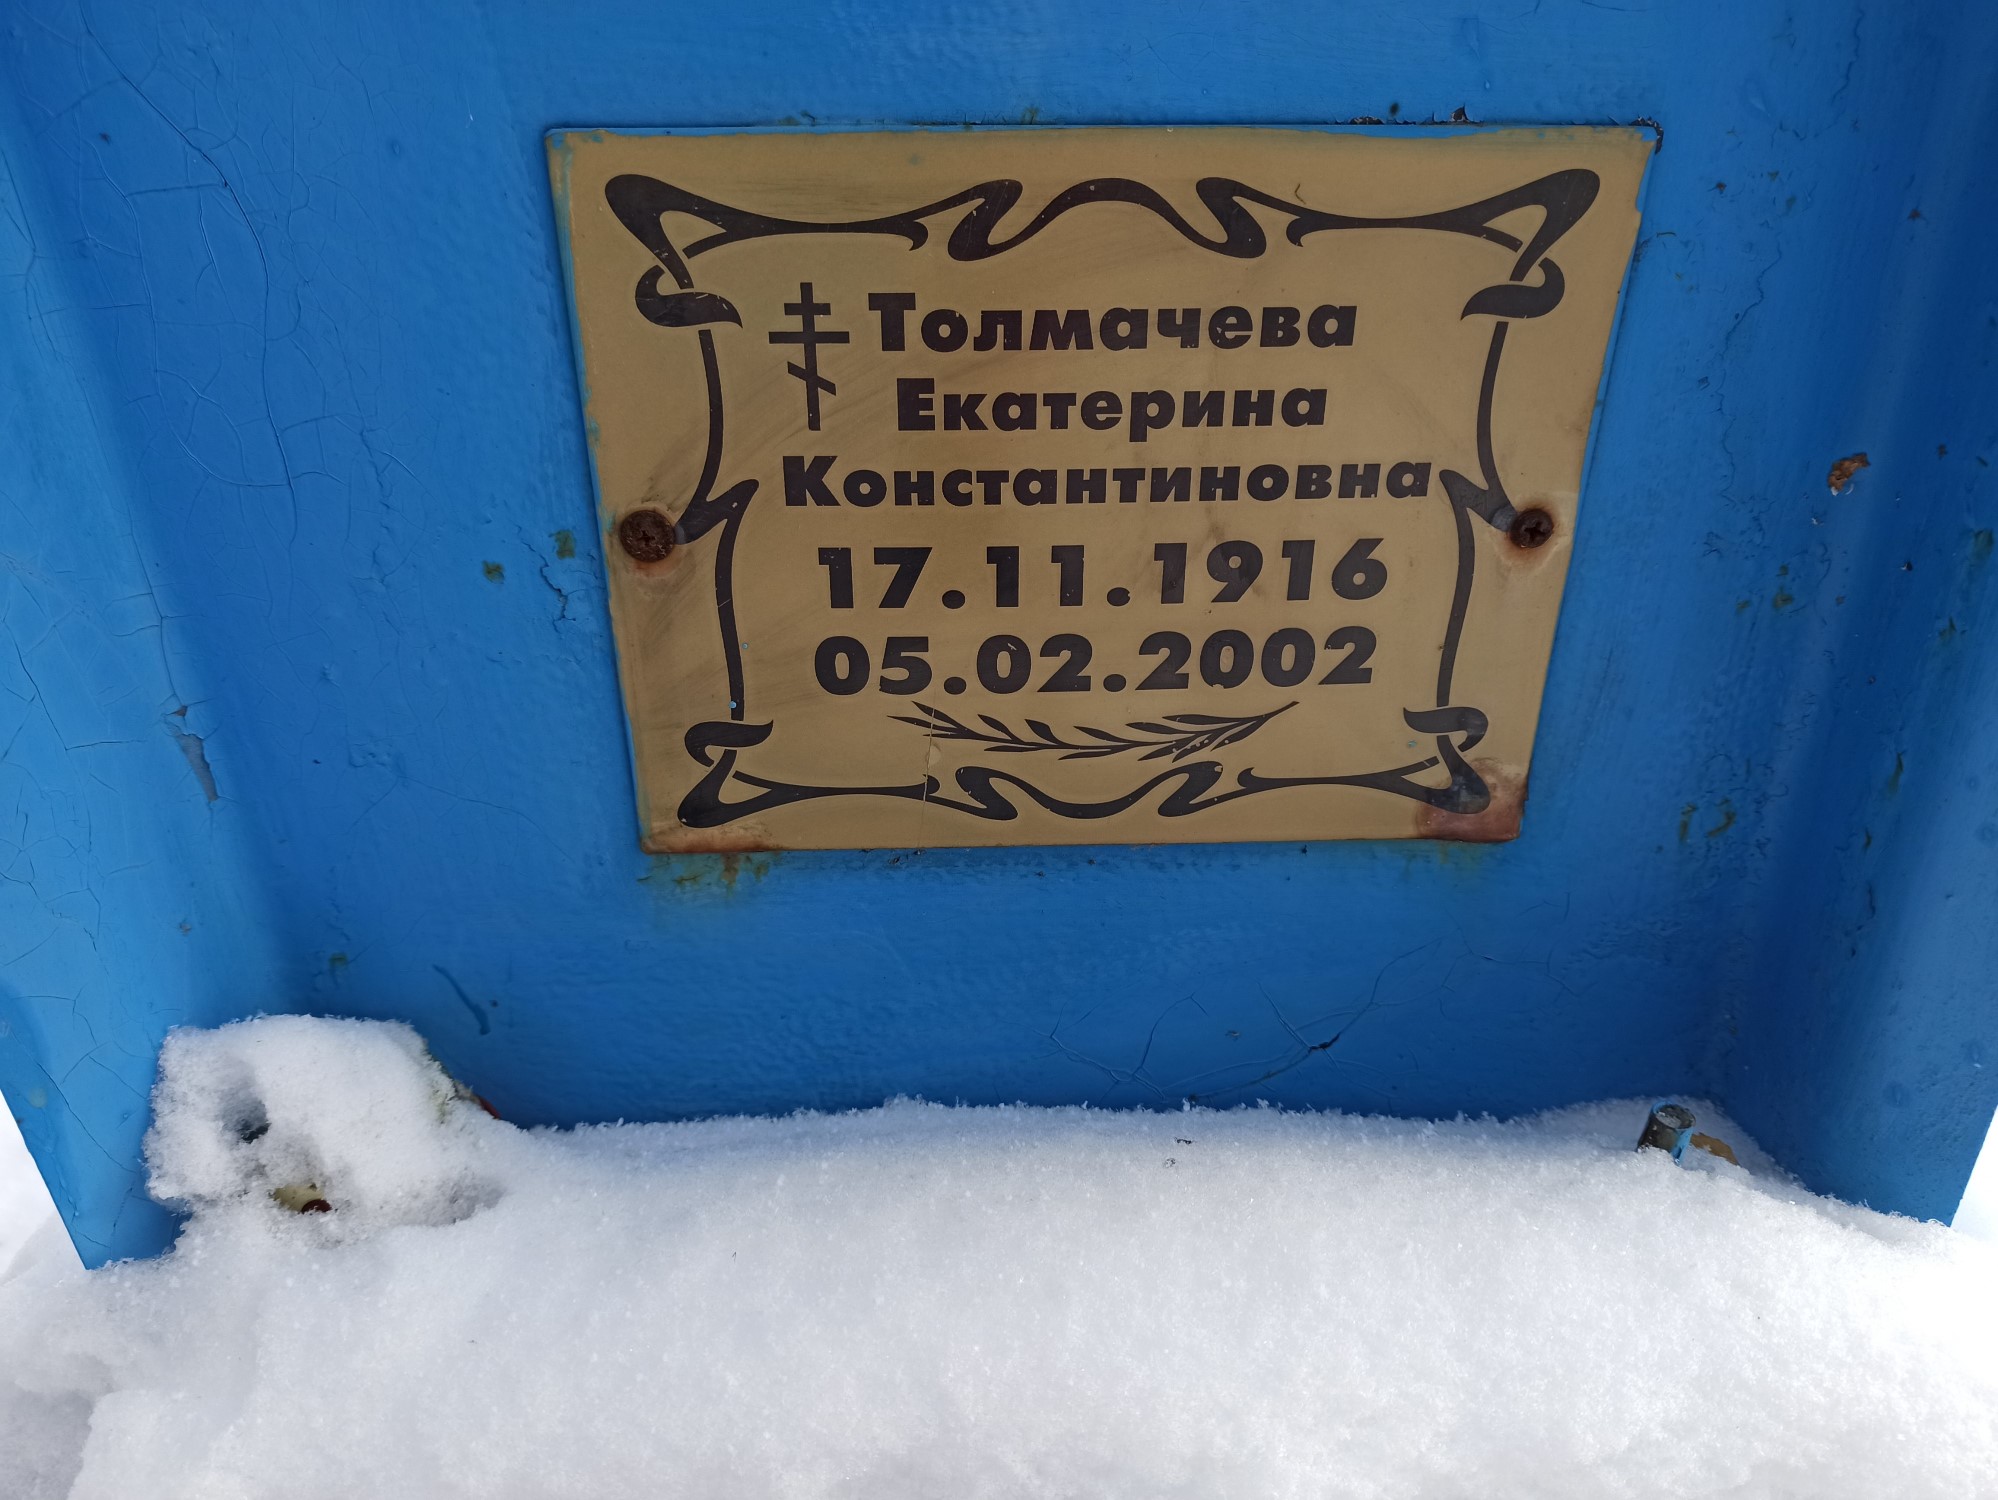 Толмачева
Екатерина
Константиновна
17.11.1916
05.02.2002